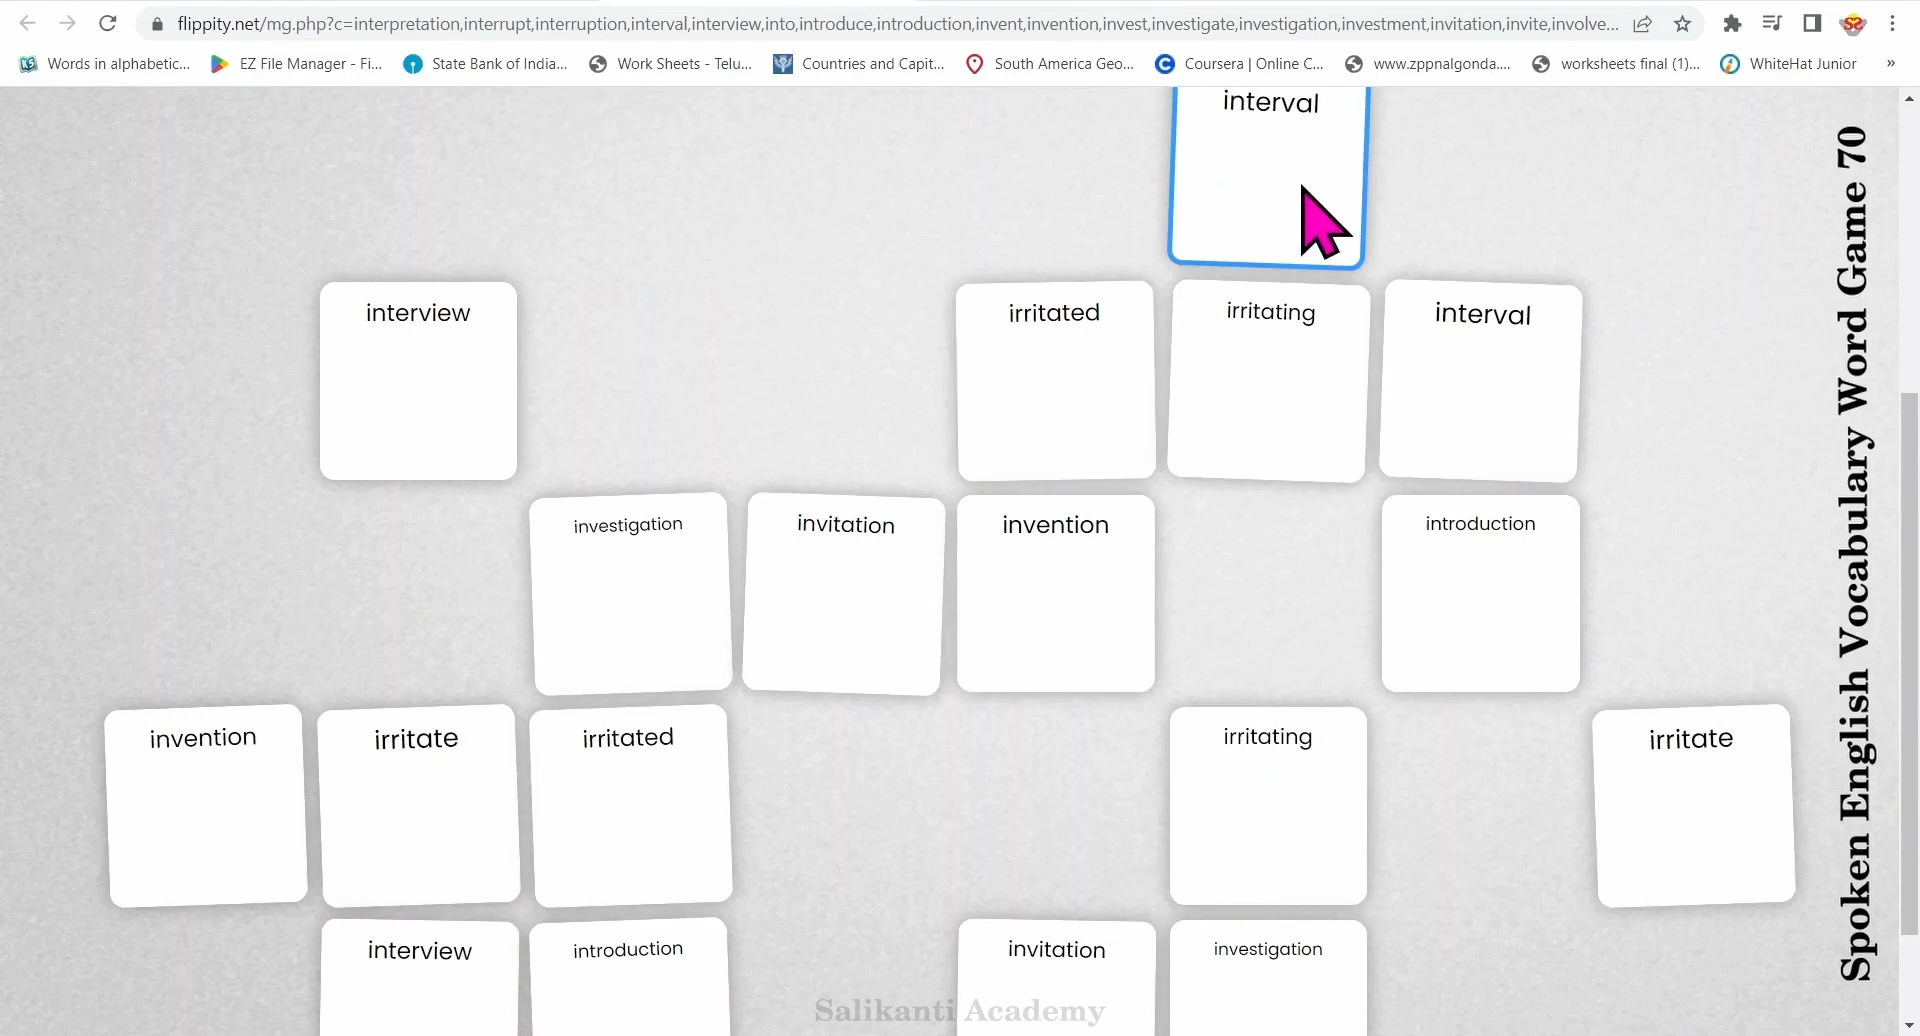 flippity.net/mg.php?c=interpretation,interrupt,interruption,interval,interview,into,introduce,introduction,invent,invention,invest,investigate,investigation,investment,invitation,invite,involve...
Words in alphabetic... EZ File Manager - Fi... State Bank of India... Work Sheets - Telu... Countries and Capit... South America Geo... Coursera | Online C... www.zppnalgonda.... worksheets final (1)... WhiteHat Junior »
interval
interview irritated irritating interval
investigation invitation invention introduction
invention irritate irritated irritating irritate
interview introduction invitation investigation
Salikanti Academy
Spoken English Vocabulary Word Game 70